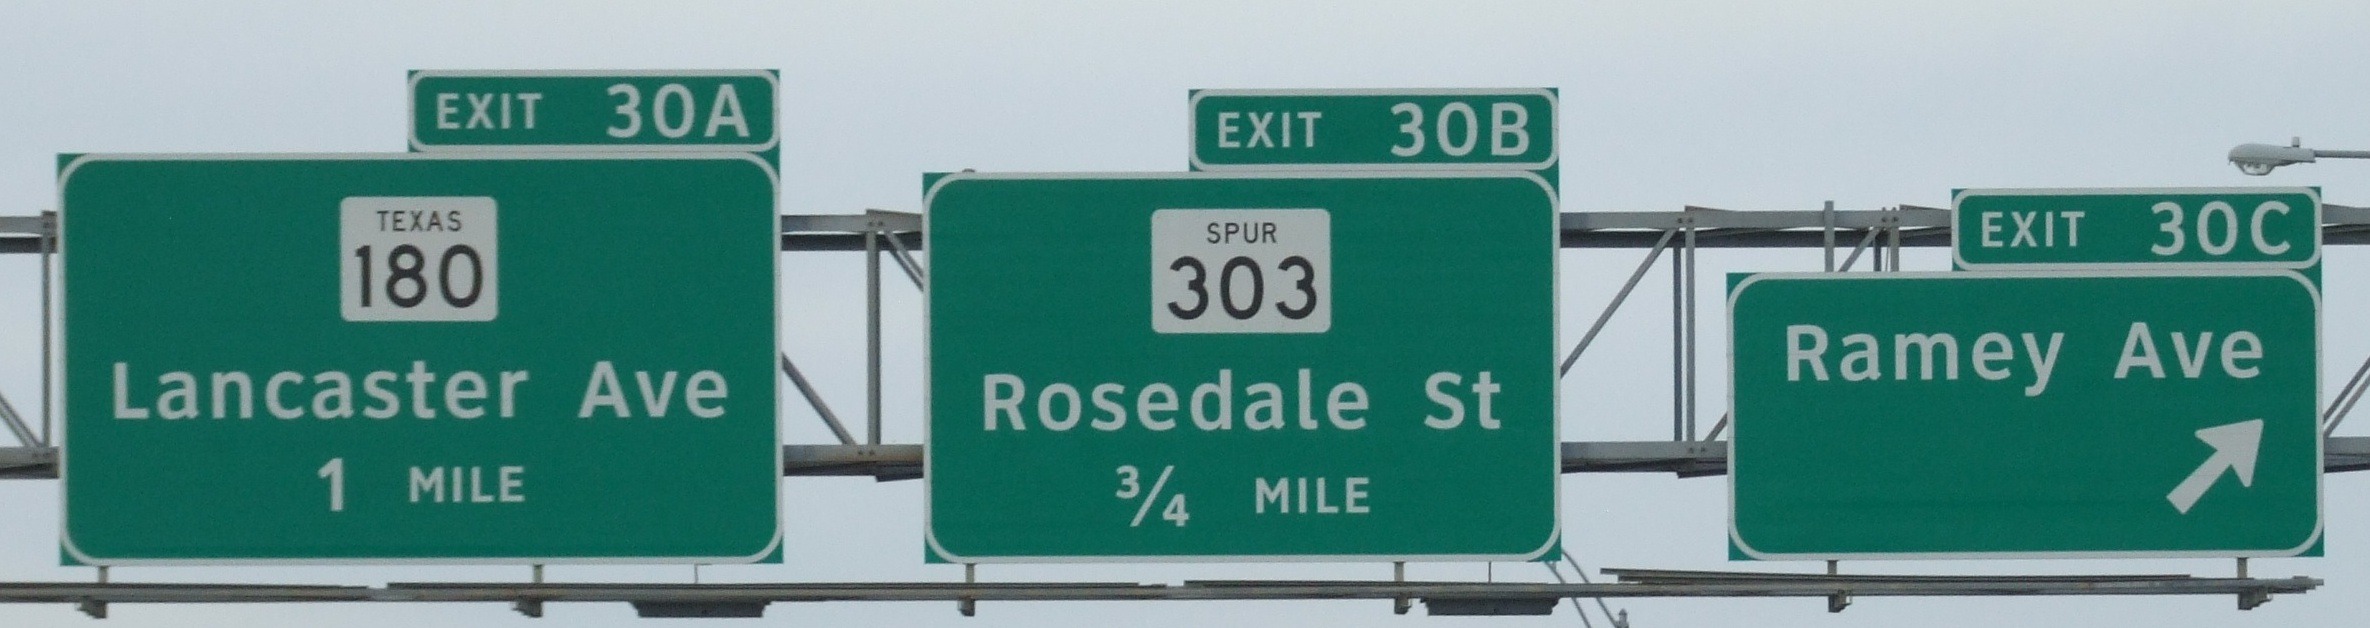 EXIT 30A
TEXAS
180
Lancaster Ave
1 MILE
EXIT 30B
SPUR
303
Rosedale St
3/4 MILE
EXIT 30C
Ramey Ave